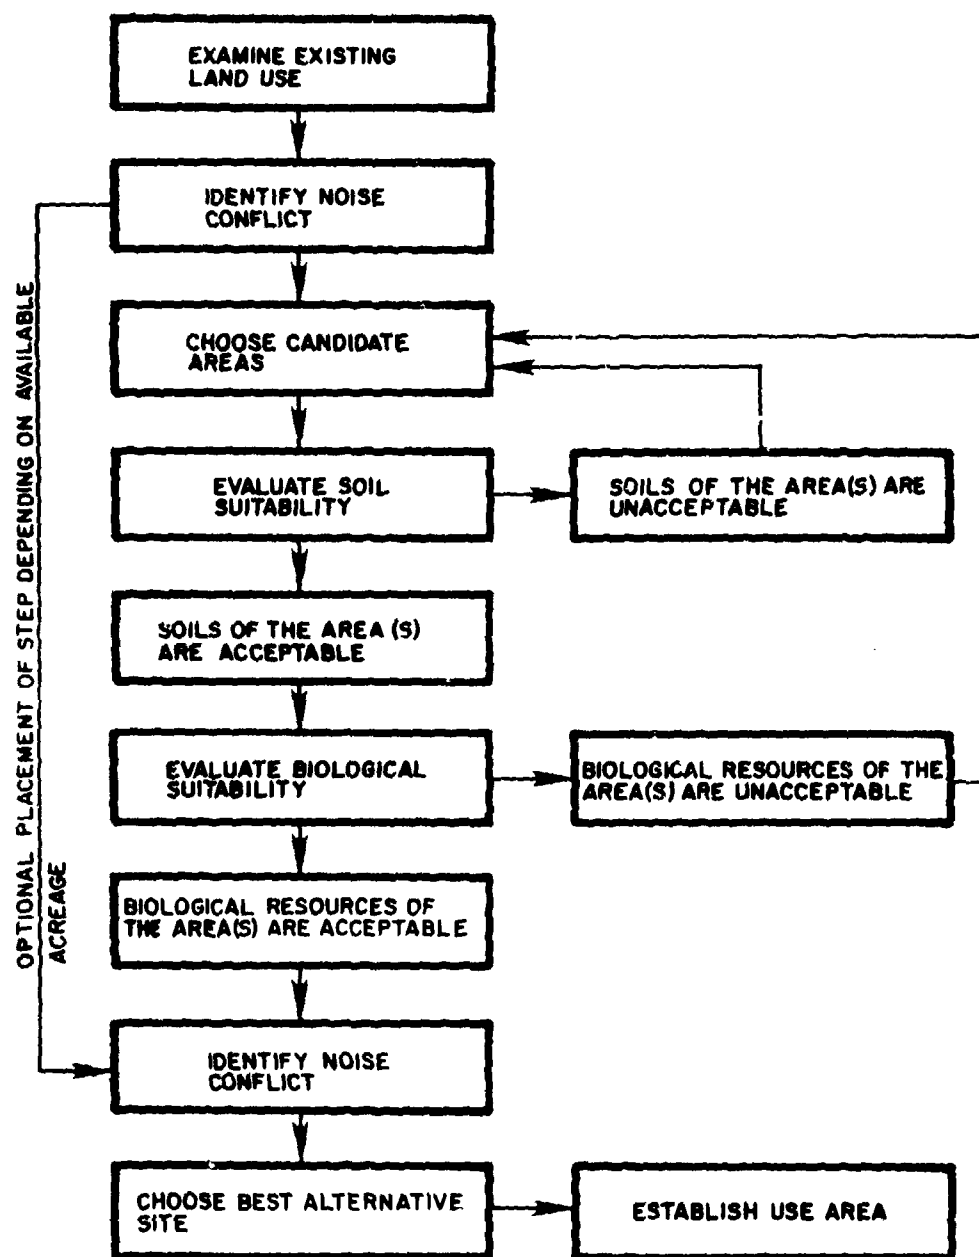 EXAMINE EXISTING
LAND USE
IDENTIFY NOISE
CONFLICT
CHOOSE CANDIDATE
AREAS
EVALUATE SOIL
SUITABILITY
SOILS OF THE AREA(S) ARE
UNACCEPTABLE
SOILS OF THE AREA (S)
ARE ACCEPTABLE
EVALUATE BIOLOGICAL
SUITABILITY
BIOLOGICAL RESOURCES OF THE
AREA(S) ARE UNACCEPTABLE
BIOLOGICAL RESOURCES OF
THE AREA(S) ARE ACCEPTABLE
IDENTIFY NOISE
CONFLICT
CHOOSE BEST ALTERNATIVE
SITE
ESTABLISH USE AREA
OPTIONAL PLACEMENT OF STEP DEPENDING ON AVAILABLE
ACREAGE